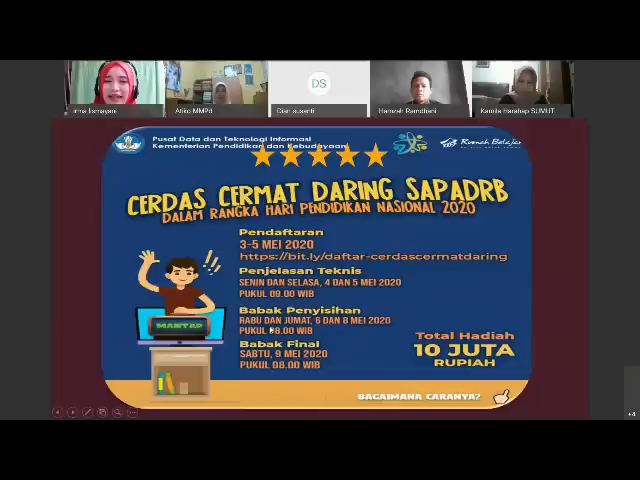 DS
Irma lismayani
Atiko MMPd
Dian susanti
Hamzah Ramdhani
Kamila Harahap SUMUT
Pusat Data dan Teknologi Informasi
Kementerian Pendidikan dan Kebudayaan
Rumah Belajar
CERDAS CERMAT DARING SAPADRB
DALAM RANGKA HARI PENDIDIKAN NASIONAL 2020
Pendaftaran
3-5 MEI 2020
https://bit.ly/daftar-cerdascermatdaring
Penjelasan Teknis
SENIN DAN SELASA, 4 DAN 5 MEI 2020
PUKUL 09.00 WIB
Babak Penyisihan
RABU DAN JUMAT, 6 DAN 8 MEI 2020
PUKUL 08.00 WIB
Babak Final
SABTU, 9 MEI 2020
PUKUL 08.00 WIB
MANTAP
Total Hadiah
10 JUTA
RUPIAH
BAGAIMANA CARANYA?
+4